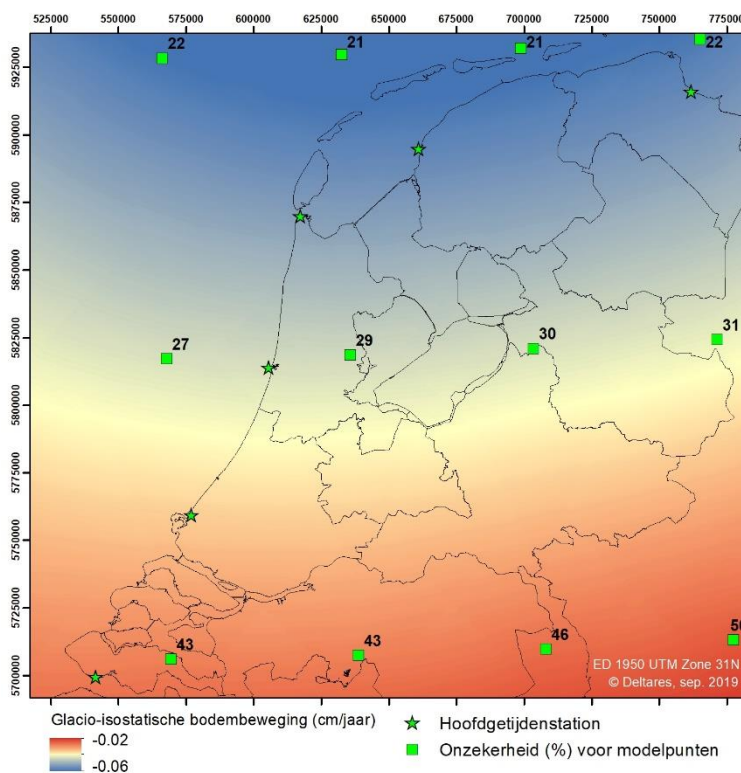 525000 550000 575000 600000 625000 650000 675000 700000 725000 750000 775000
5925000
5900000
5875000
5850000
5825000
5800000
5775000
5750000
5725000
5700000
22 21 21 22
27 29 30 31
43 43 46 50
ED 1950 UTM Zone 31N
© Deltares, sep. 2019
Glacio-isostatische bodembeweging (cm/jaar)
-0.02
-0.06
Hoofdgetijdenstation
Onzekerheid (%) voor modelpunten